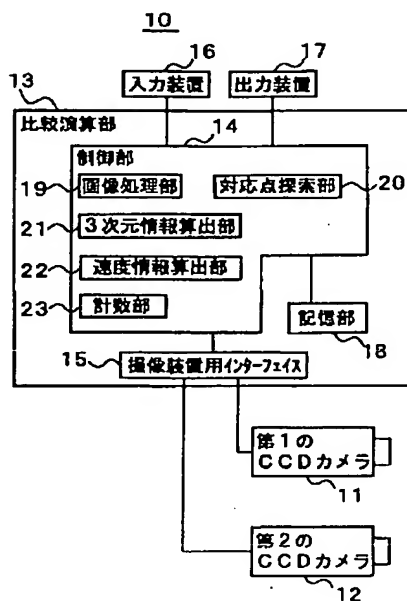 10
16
17
入力装置
出力装置
13
比較演算部
14
制御部
19
画像処理部
対応点探索部
20
21
3次元情報算出部
22
速度情報算出部
23
計数部
記憶部
18
15
撮像装置用インターフェイス
第1の
CCDカメラ
11
第2の
CCDカメラ
12